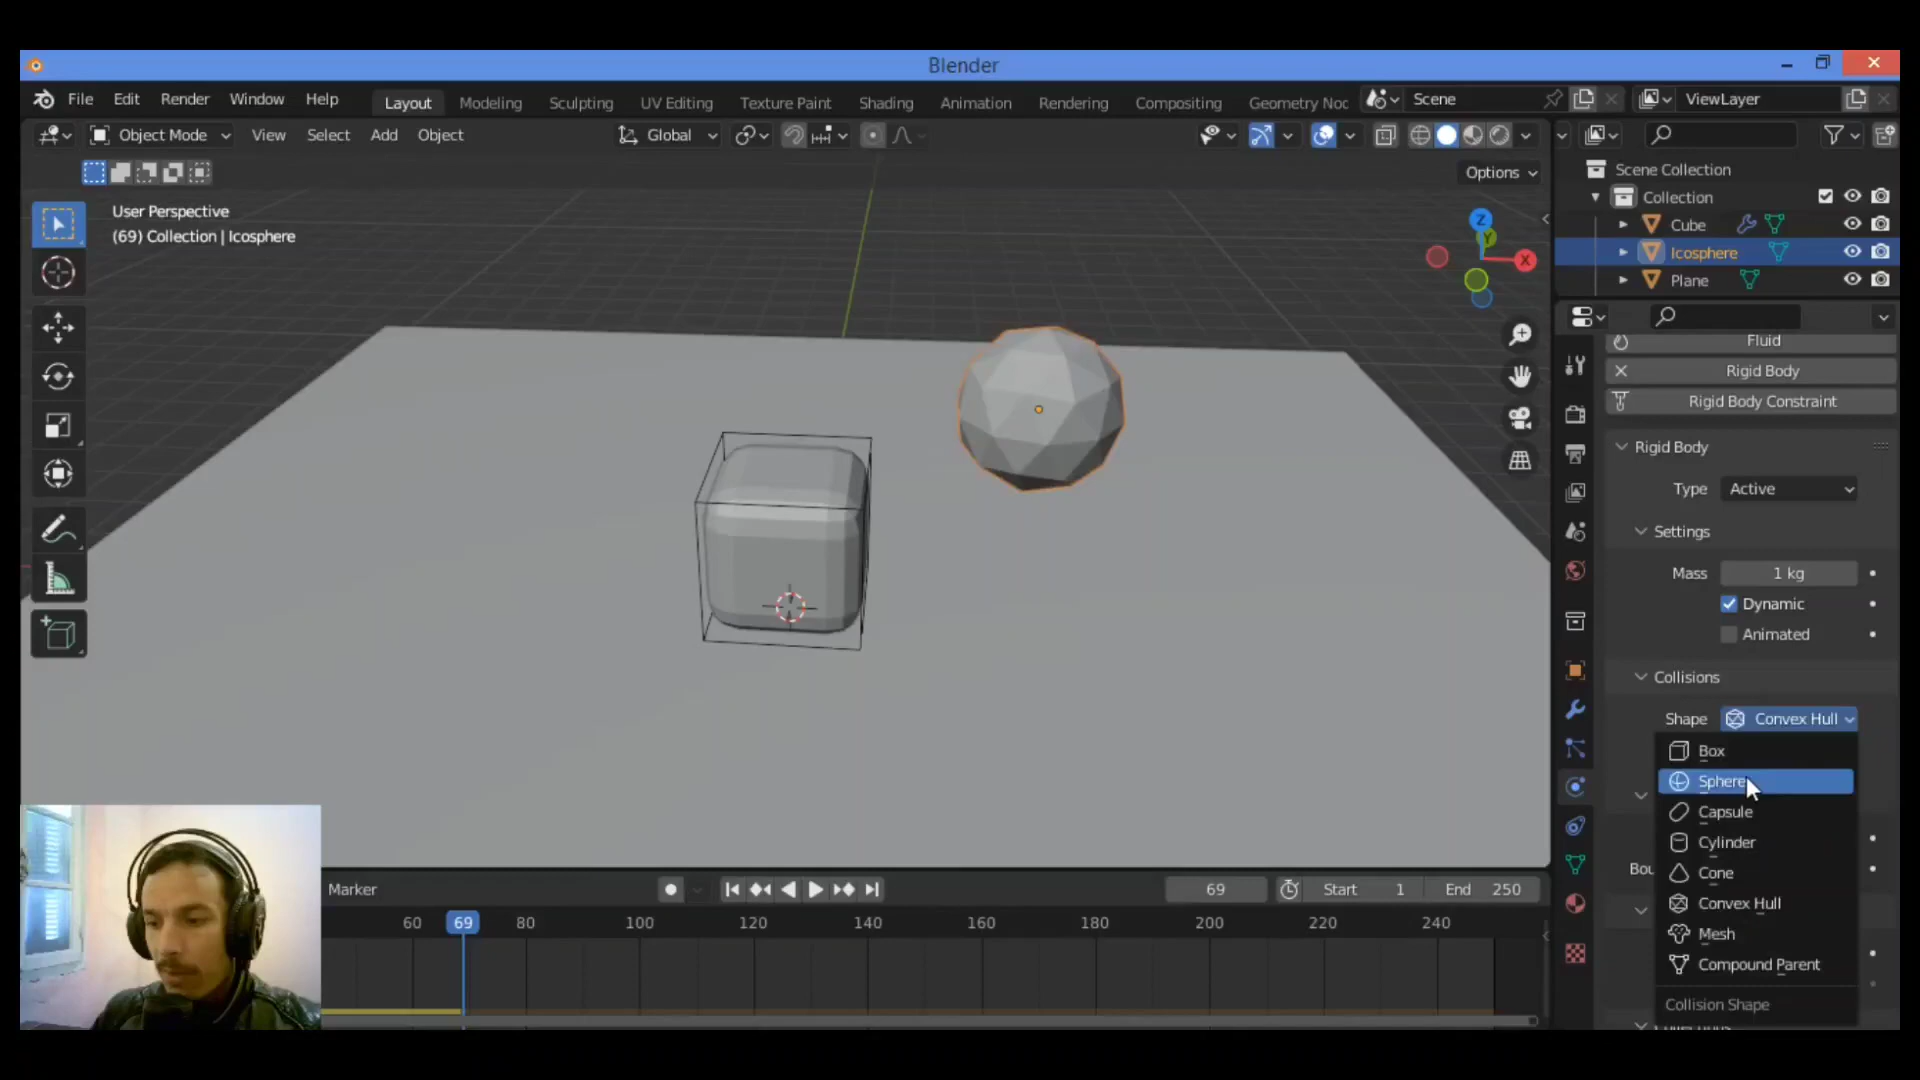 Blender
File Edit Render Window Help Layout Modeling Sculpting UV Editing Texture Paint Shading Animation Rendering Compositing Geometry Noc Scene ViewLayer
Object Mode View Select Add Object Global
Options
User Perspective
(69) Collection | Icosphere
Z
Y
X
Scene Collection
Collection
Cube
Icosphere
Plane
Fluid
Rigid Body
Rigid Body Constraint
Rigid Body
Type Active
Settings
Mass 1 kg
Dynamic
Animated
Collisions
Shape Convex Hull
Box
Sphere
Capsule
Cylinder
Bou
Cone
Convex Hull
Mesh
Compound Parent
Collision Shape
Marker 69 Start 1 End 250
60 69 80 100 120 140 160 180 200 220 240